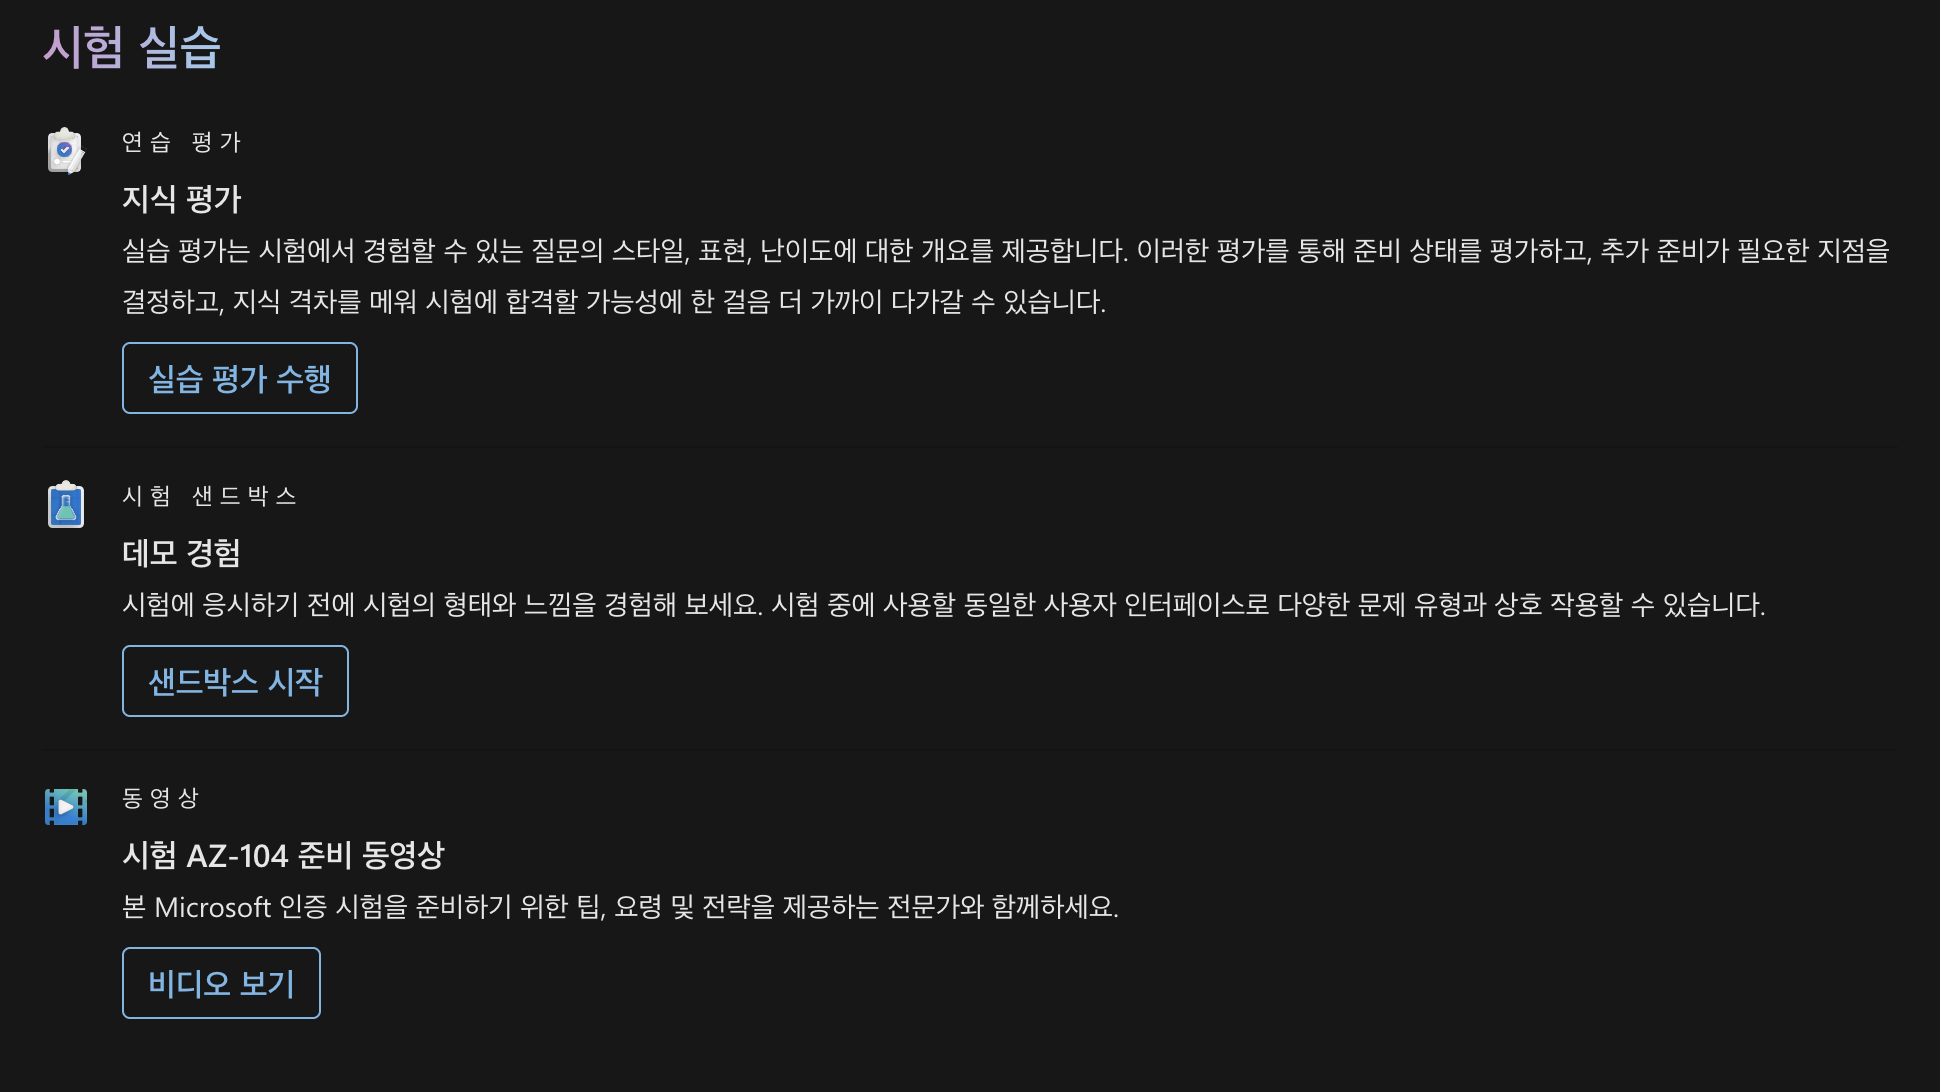 시험 실습
연습 평가
지식 평가
실습 평가는 시험에서 경험할 수 있는 질문의 스타일, 표현, 난이도에 대한 개요를 제공합니다. 이러한 평가를 통해 준비 상태를 평가하고, 추가 준비가 필요한 지점을
결정하고, 지식 격차를 메워 시험에 합격할 가능성에 한 걸음 더 가까이 다가갈 수 있습니다.
실습 평가 수행
시험 샌드박스
데모 경험
시험에 응시하기 전에 시험의 형태와 느낌을 경험해 보세요. 시험 중에 사용할 동일한 사용자 인터페이스로 다양한 문제 유형과 상호 작용할 수 있습니다.
샌드박스 시작
동영상
시험 AZ-104 준비 동영상
본 Microsoft 인증 시험을 준비하기 위한 팁, 요령 및 전략을 제공하는 전문가와 함께하세요.
비디오 보기